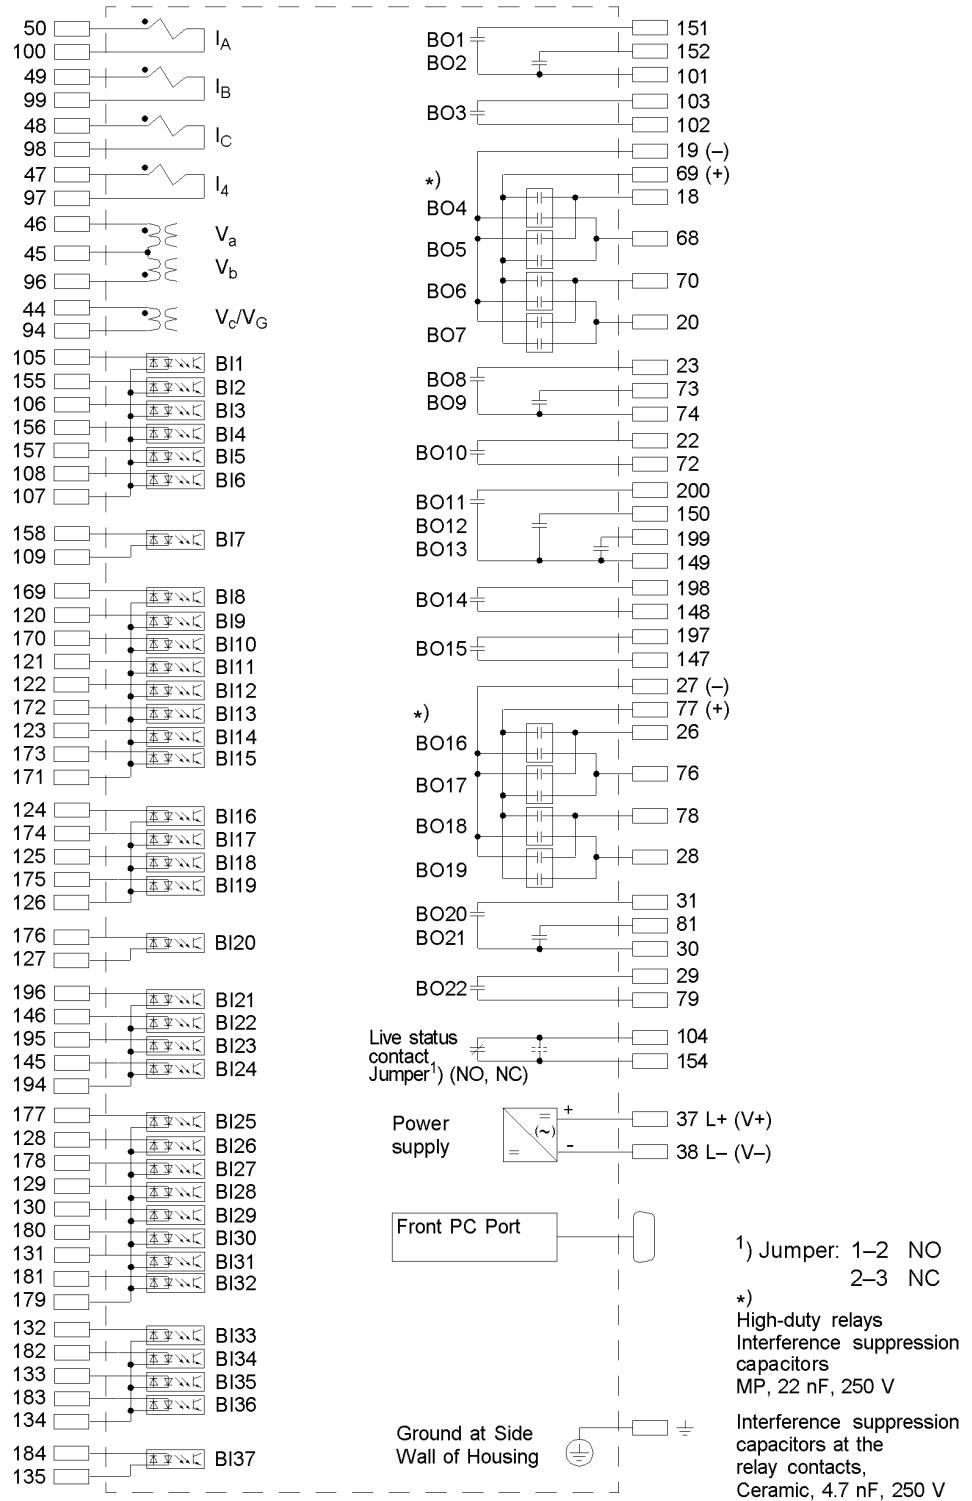 50
100
I_A
49
99
I_B
48
98
I_C
47
97
I_4
46
45
96
V_a
V_b
44
94
V_c/V_G
105 BI1
155 BI2
106 BI3
156 BI4
157 BI5
108 BI6
107
158 BI7
109
169 BI8
120 BI9
170 BI10
121 BI11
122 BI12
172 BI13
123 BI14
173 BI15
171
124 BI16
174 BI17
125 BI18
175 BI19
126
176 BI20
127
196 BI21
146 BI22
195 BI23
145 BI24
194
177 BI25
128 BI26
178 BI27
129 BI28
130 BI29
180 BI30
131 BI31
181 BI32
179
132 BI33
182 BI34
133 BI35
183 BI36
134
184 BI37
135
BO1 151
BO2 152
101
BO3 103
102
19 (–)
69 (+)
*)
BO4 18
BO5 68
BO6 70
BO7 20
BO8 23
BO9 73
74
BO10 22
72
BO11 200
BO12 150
BO13 199
149
BO14 198
148
BO15 197
147
27 (–)
77 (+)
*)
BO16 26
BO17 76
BO18 78
BO19 28
BO20 31
BO21 81
30
BO22 29
79
Live status 104
contact 154
Jumper¹) (NO, NC)
Power
supply
=
(~)
=
+
-
37 L+ (V+)
38 L– (V–)
Front PC Port
Ground at Side
Wall of Housing
¹) Jumper: 1–2 NO
2–3 NC
*)
High-duty relays
Interference suppression
capacitors
MP, 22 nF, 250 V
Interference suppression
capacitors at the
relay contacts,
Ceramic, 4.7 nF, 250 V